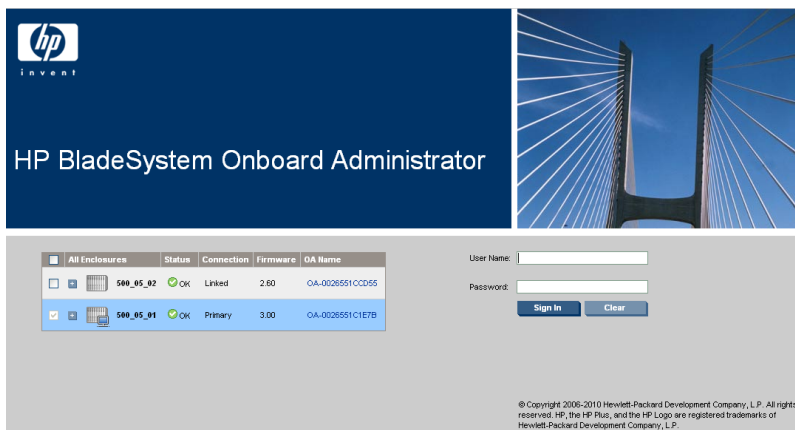 hp
invent
HP BladeSystem Onboard Administrator
All Enclosures Status Connection Firmware OA Name
500_05_02 OK Linked 2.60 OA-0026551CCD55
500_05_01 OK Primary 3.00 OA-0026551C1E7B
User Name:
Password:
Sign In Clear
© Copyright 2006-2010 Hewlett-Packard Development Company, L.P. All rights
reserved. HP, the HP Plus, and the HP Logo are registered trademarks of
Hewlett-Packard Development Company, L.P.